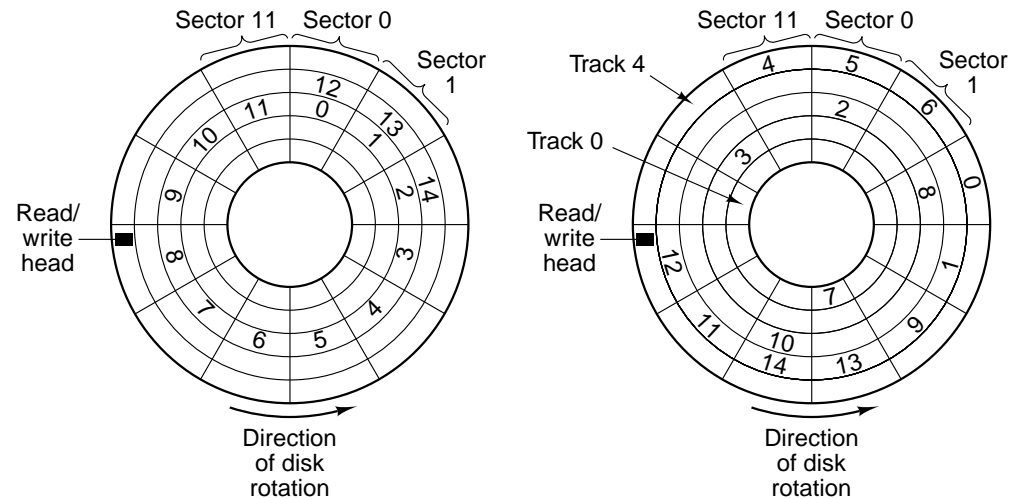 Sector 11
Sector 0
Sector
1
12
0
13
1
14
2
3
4
5
6
7
8
9
10
11
Read/
write
head
Direction
of disk
rotation
Sector 11
Sector 0
Sector
1
Track 4
Track 0
Read/
write
head
4
5
6
0
2
3
8
1
9
7
10
13
14
11
12
Direction
of disk
rotation